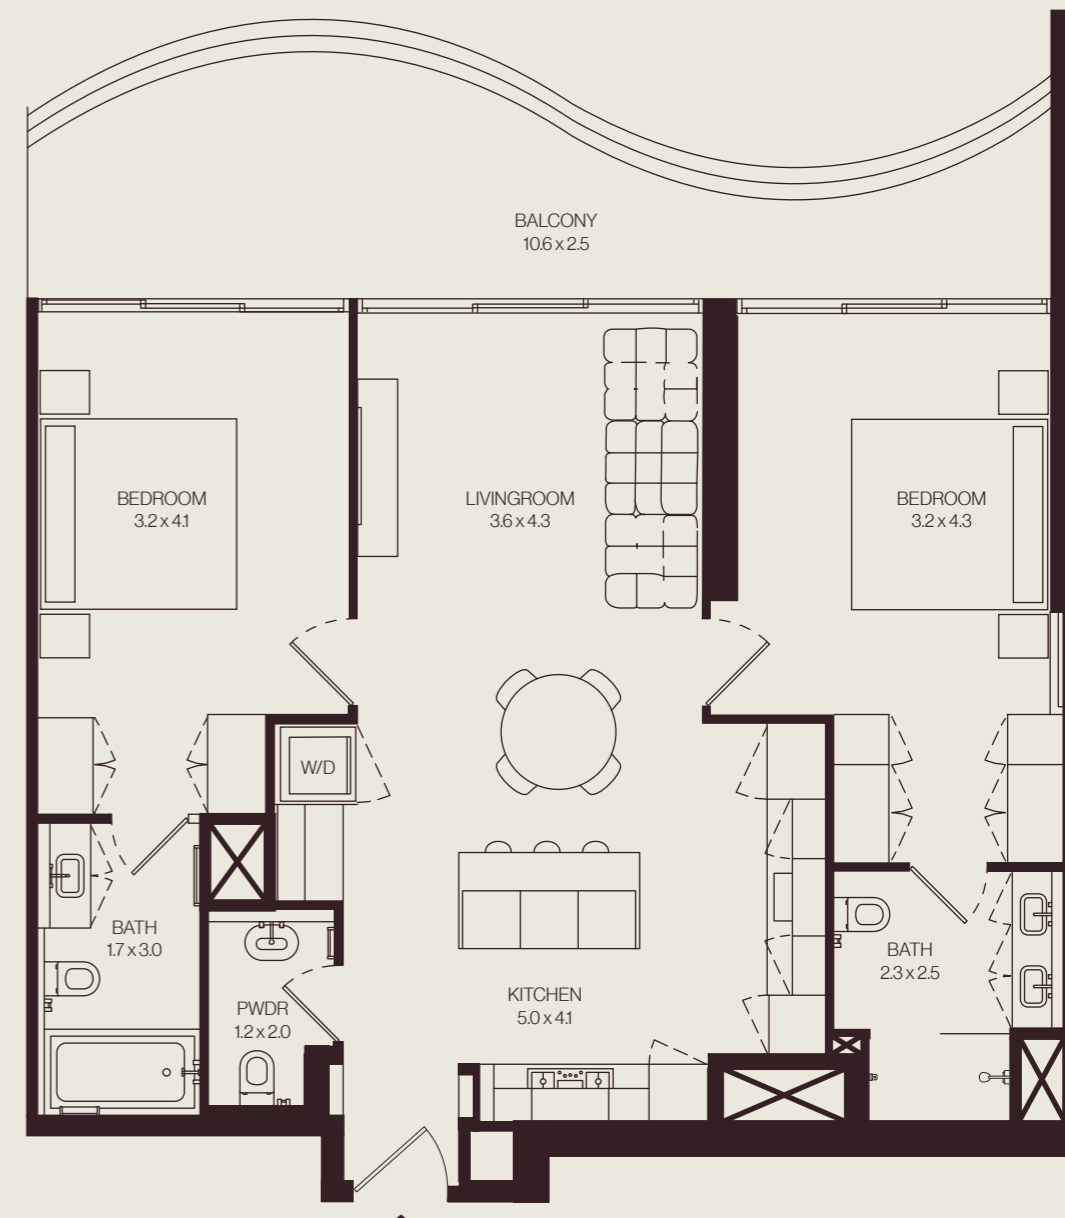 BALCONY
10.6 x 2.5
BEDROOM
3.2 x 4.1
LIVINGROOM
3.6 x 4.3
BEDROOM
3.2 x 4.3
W/D
BATH
1.7 x 3.0
PWDR
1.2 x 2.0
KITCHEN
5.0 x 4.1
BATH
2.3 x 2.5